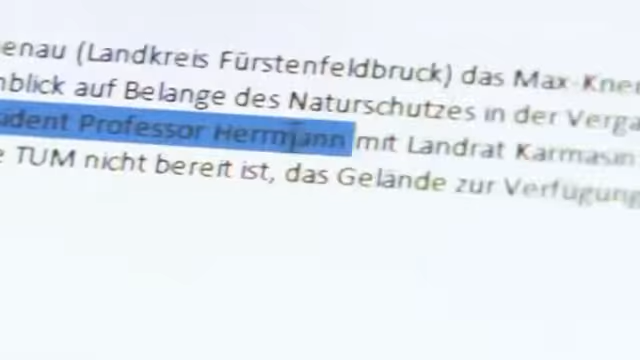 enau (Landkreis Fürstenfeldbruck) das Max-Kne
nblick auf Belange des Naturschutzes in der Verga
sident Professor Herrmann mit Landrat Karmasin
e TUM nicht bereit ist, das Gelände zur Verfügung